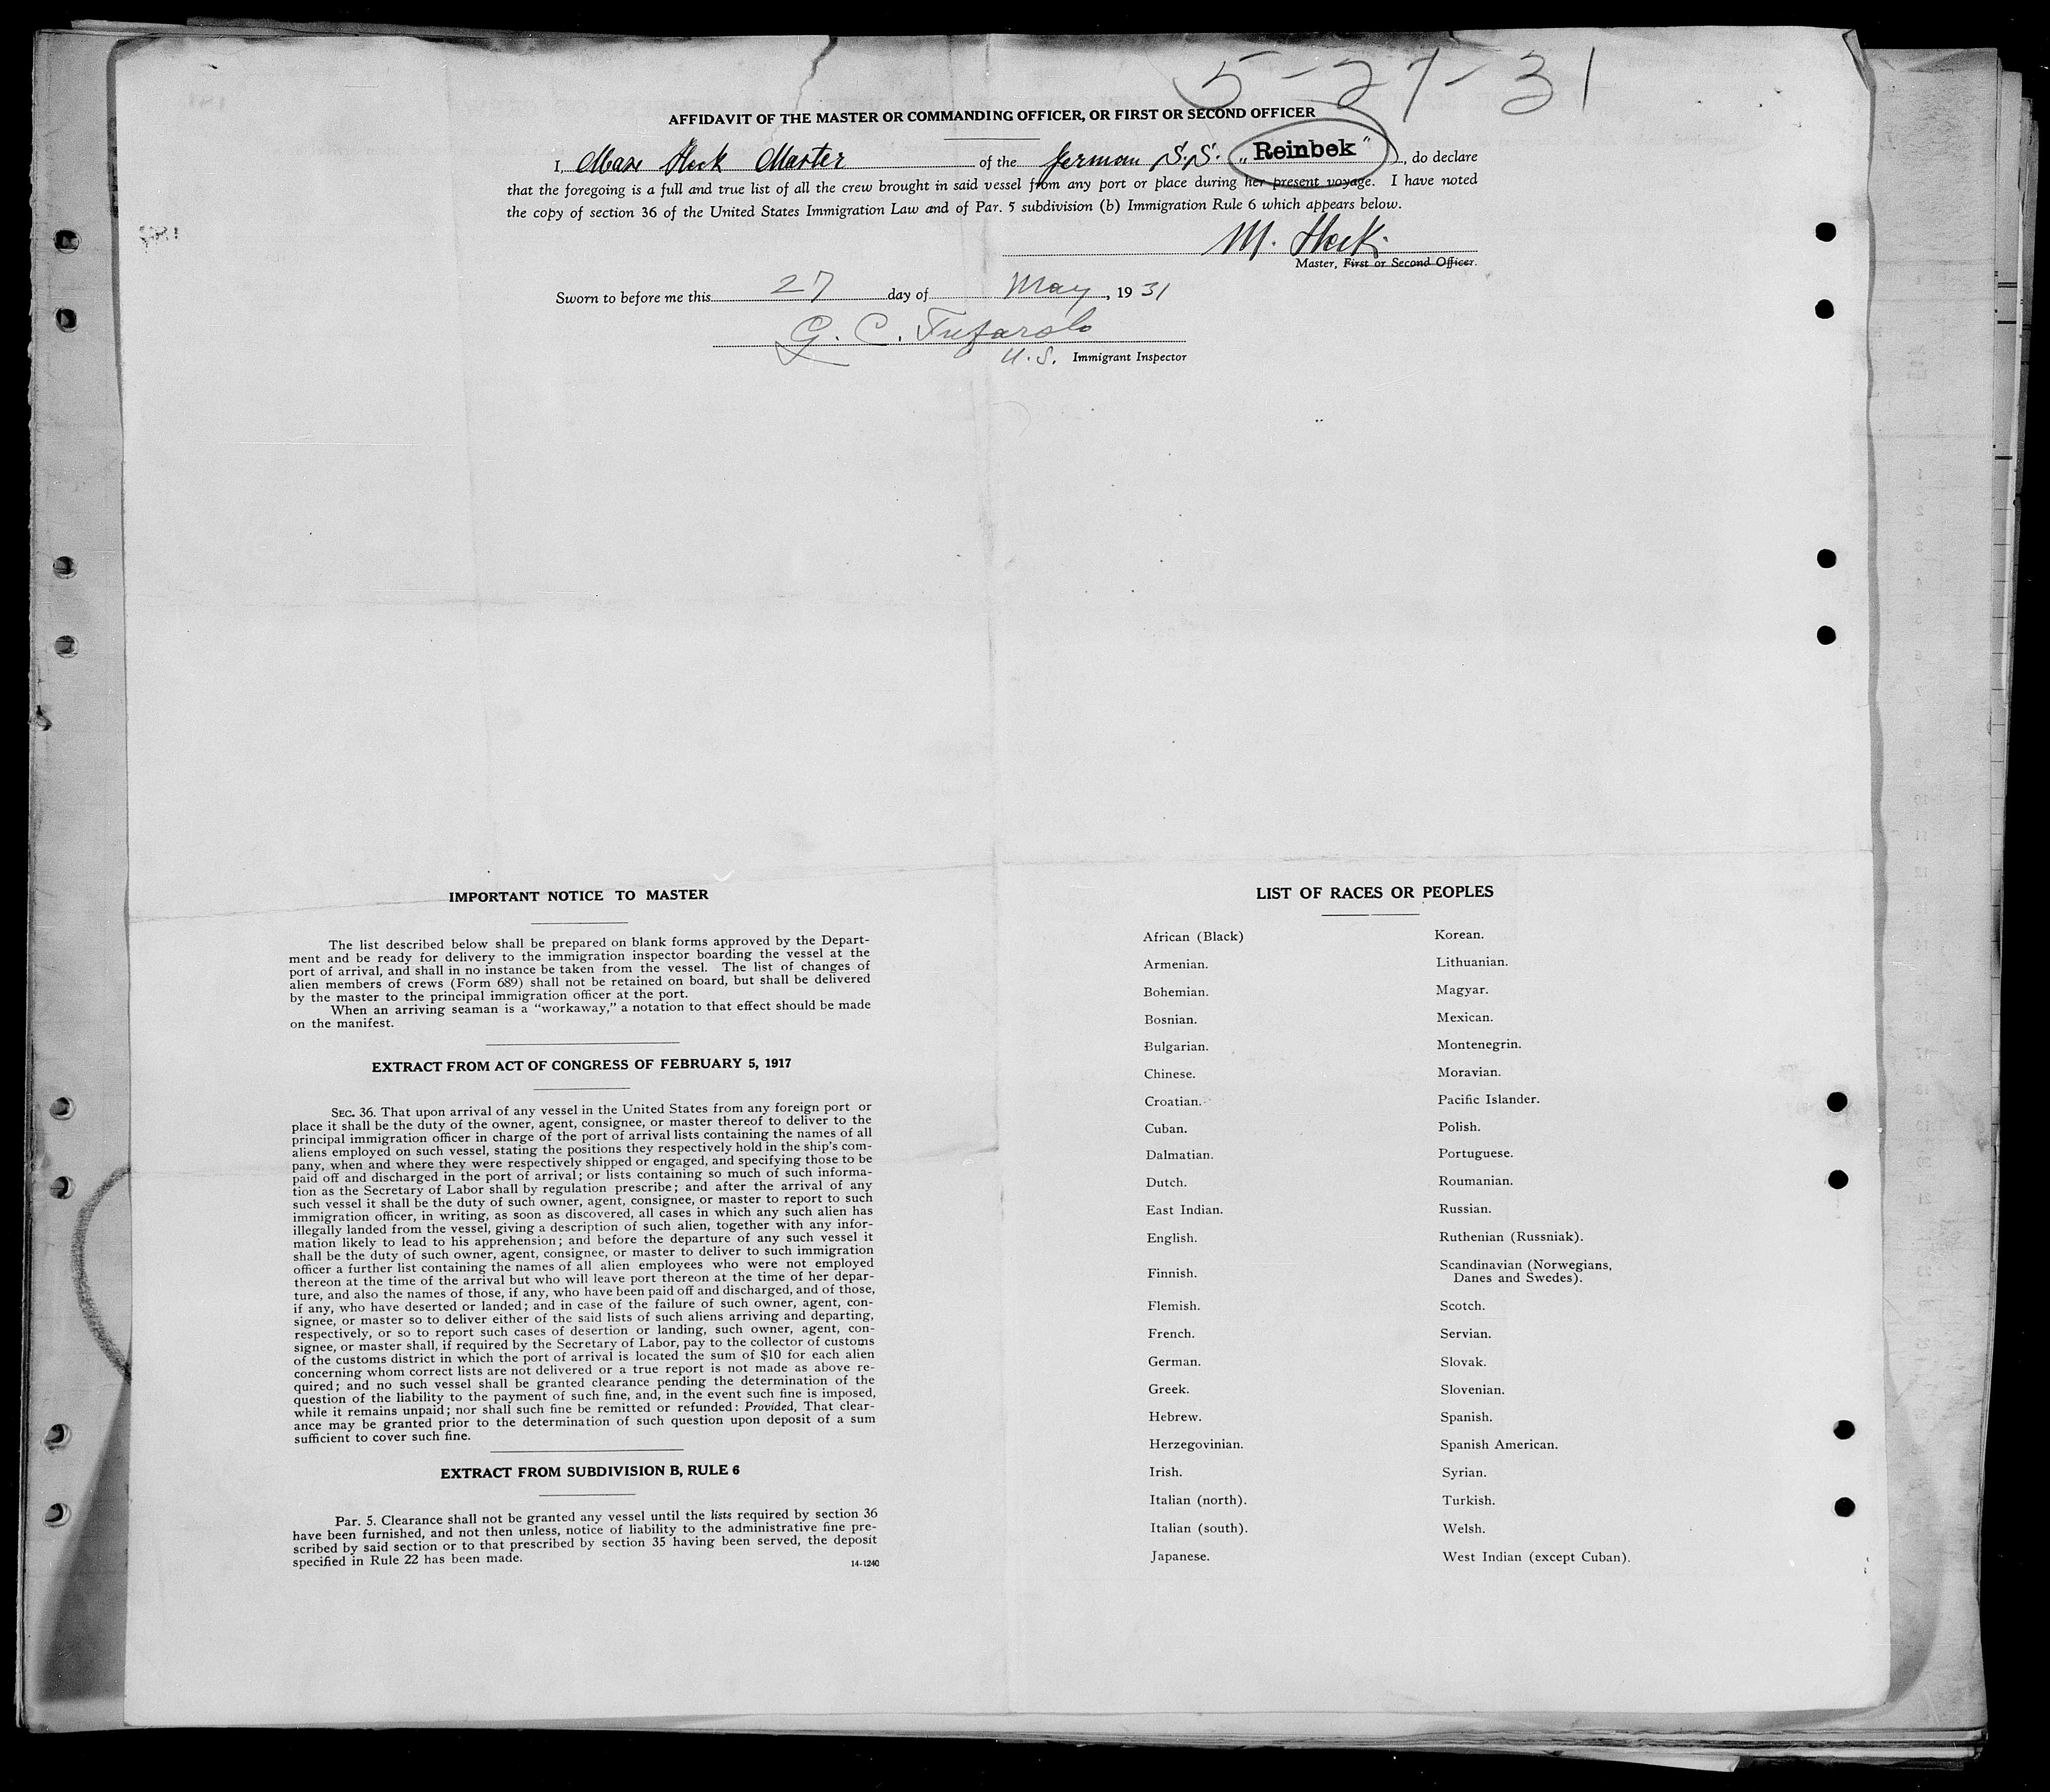 5-27-31
AFFIDAVIT OF THE MASTER OR COMMANDING OFFICER, OR FIRST OR SECOND OFFICER
I, Max Heck Master of the German S.S. „Reinbek", do declare
that the foregoing is a full and true list of all the crew brought in said vessel from any port or place during her present voyage. I have noted
the copy of section 36 of the United States Immigration Law and of Par. 5 subdivision (b) Immigration Rule 6 which appears below.
M. Heck
Master, First or Second Officer.
Sworn to before me this 27 day of May, 1931
G. C. Tufarolo
U.S. Immigrant Inspector
IMPORTANT NOTICE TO MASTER
The list described below shall be prepared on blank forms approved by the Depart-
ment and be ready for delivery to the immigration inspector boarding the vessel at the
port of arrival, and shall in no instance be taken from the vessel. The list of changes of
alien members of crews (Form 689) shall not be retained on board, but shall be delivered
by the master to the principal immigration officer at the port.
When an arriving seaman is a "workaway," a notation to that effect should be made
on the manifest.
EXTRACT FROM ACT OF CONGRESS OF FEBRUARY 5, 1917
SEC. 36. That upon arrival of any vessel in the United States from any foreign port or
place it shall be the duty of the owner, agent, consignee, or master thereof to deliver to the
principal immigration officer in charge of the port of arrival lists containing the names of all
aliens employed on such vessel, stating the positions they respectively hold in the ship's com-
pany, when and where they were respectively shipped or engaged, and specifying those to be
paid off and discharged in the port of arrival; or lists containing so much of such informa-
tion as the Secretary of Labor shall by regulation prescribe; and after the arrival of any
such vessel it shall be the duty of such owner, agent, consignee, or master to report to such
immigration officer, in writing, as soon as discovered, all cases in which any such alien has
illegally landed from the vessel, giving a description of such alien, together with any infor-
mation likely to lead to his apprehension; and before the departure of any such vessel it
shall be the duty of such owner, agent, consignee, or master to deliver to such immigration
officer a further list containing the names of all alien employees who were not employed
thereon at the time of the arrival but who will leave port thereon at the time of her depar-
ture, and also the names of those, if any, who have been paid off and discharged, and of those,
if any, who have deserted or landed; and in case of the failure of such owner, agent, con-
signee, or master so to deliver either of the said lists of such aliens arriving and departing,
respectively, or so to report such cases of desertion or landing, such owner, agent, con-
signee, or master shall, if required by the Secretary of Labor, pay to the collector of customs
of the customs district in which the port of arrival is located the sum of $10 for each alien
concerning whom correct lists are not delivered or a true report is not made as above re-
quired; and no such vessel shall be granted clearance pending the determination of the
question of the liability to the payment of such fine, and, in the event such fine is imposed,
while it remains unpaid; nor shall such fine be remitted or refunded: Provided, That clear-
ance may be granted prior to the determination of such question upon deposit of a sum
sufficient to cover such fine.
EXTRACT FROM SUBDIVISION B, RULE 6
Par. 5. Clearance shall not be granted any vessel until the lists required by section 36
have been furnished, and not then unless, notice of liability to the administrative fine pre-
scribed by said section or to that prescribed by section 35 having been served, the deposit
specified in Rule 22 has been made.
14-1240
LIST OF RACES OR PEOPLES
African (Black)
Armenian.
Bohemian.
Bosnian.
Bulgarian.
Chinese.
Croatian.
Cuban.
Dalmatian.
Dutch.
East Indian.
English.
Finnish.
Flemish.
French.
German.
Greek.
Hebrew.
Herzegovinian.
Irish.
Italian (north).
Italian (south).
Japanese.
Korean.
Lithuanian.
Magyar.
Mexican.
Montenegrin.
Moravian.
Pacific Islander.
Polish.
Portuguese.
Roumanian.
Russian.
Ruthenian (Russniak).
Scandinavian (Norwegians,
Danes and Swedes).
Scotch.
Servian.
Slovak.
Slovenian.
Spanish.
Spanish American.
Syrian.
Turkish.
Welsh.
West Indian (except Cuban).